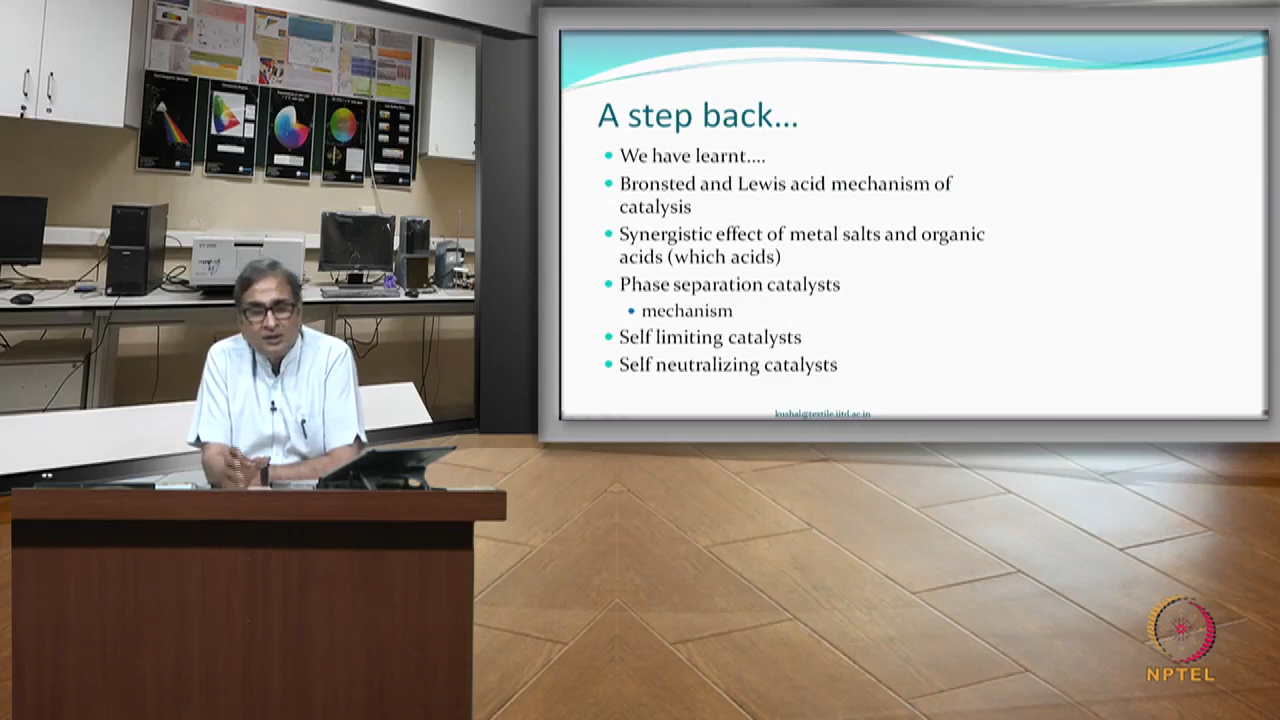 A step back...
We have learnt....
Bronsted and Lewis acid mechanism of
catalysis
Synergistic effect of metal salts and organic
acids (which acids)
Phase separation catalysts
mechanism
Self limiting catalysts
Self neutralizing catalysts
kushal@textile.iitd.ac.in
NPTEL